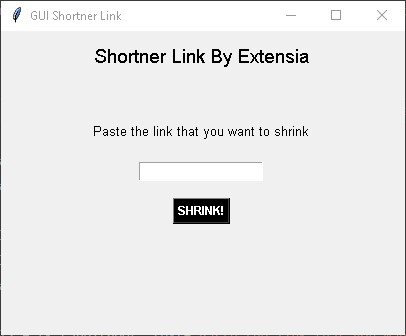 GUI Shortner Link
Shortner Link By Extensia
Paste the link that you want to shrink
SHRINK!